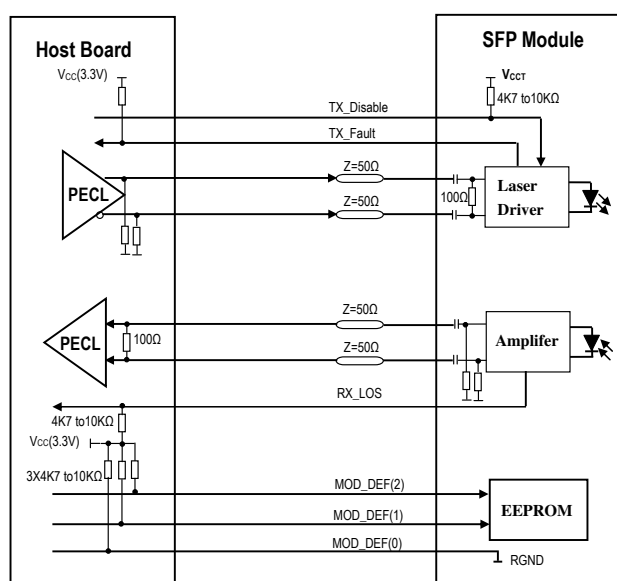 Host Board
SFP Module
Vcc(3.3V)
VCCT
4K7 to10KΩ
TX_Disable
TX_Fault
Z=50Ω
PECL
100Ω
Laser
Driver
Z=50Ω
Z=50Ω
PECL
100Ω
Amplifer
Z=50Ω
RX_LOS
4K7 to10KΩ
Vcc(3.3V)
3X4K7 to10KΩ
MOD_DEF(2)
EEPROM
MOD_DEF(1)
MOD_DEF(0)
RGND